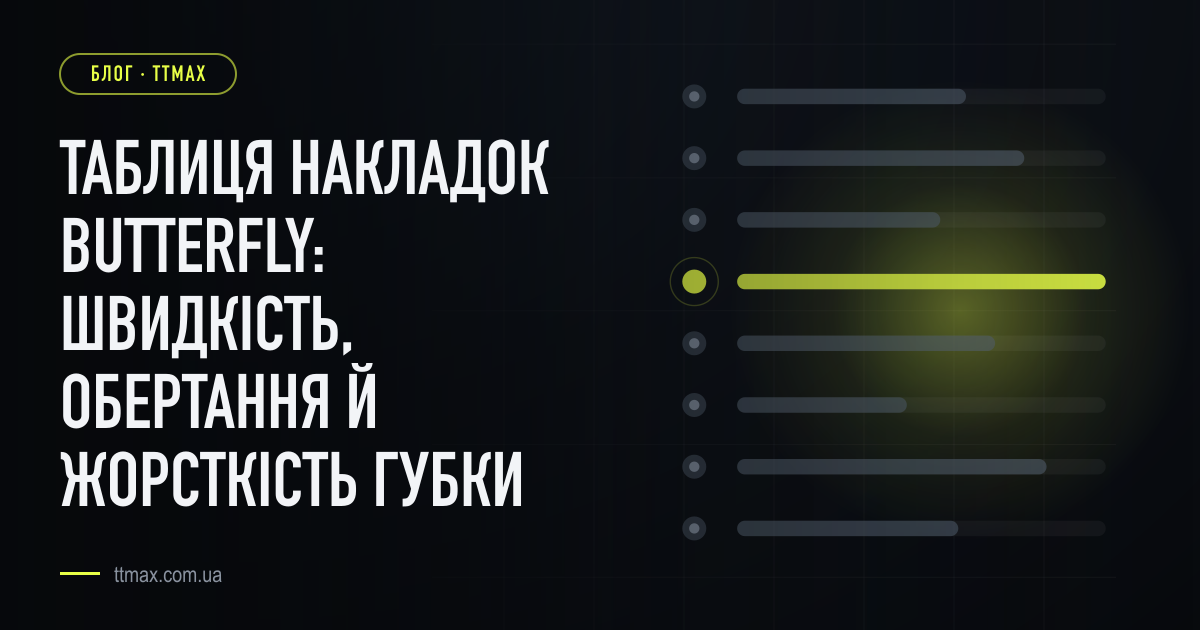 БЛОГ · TTMAX
ТАБЛИЦЯ НАКЛАДОК
BUTTERFLY:
ШВИДКІСТЬ,
ОБЕРТАННЯ Й
ЖОРСТКІСТЬ ГУБКИ
ttmax.com.ua